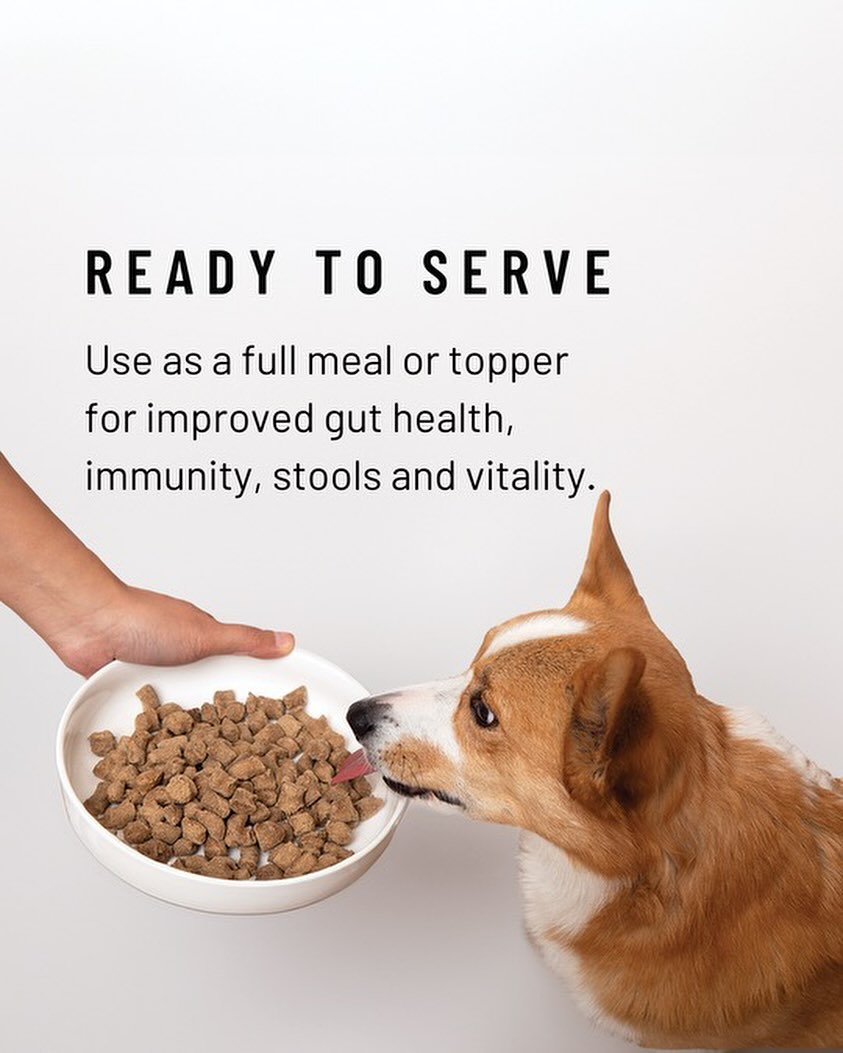 READY TO SERVE
Use as a full meal or topper
for improved gut health,
immunity, stools and vitality.